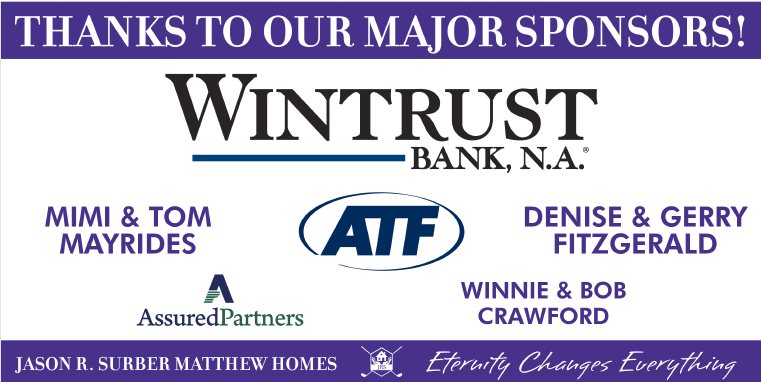 THANKS TO OUR MAJOR SPONSORS!
WINTRUST
BANK, N.A.®
MIMI & TOM
MAYRIDES
ATF
DENISE & GERRY
FITZGERALD
AssuredPartners
WINNIE & BOB
CRAWFORD
JASON R. SURBER MATTHEW HOMES
Eternity Changes Everything